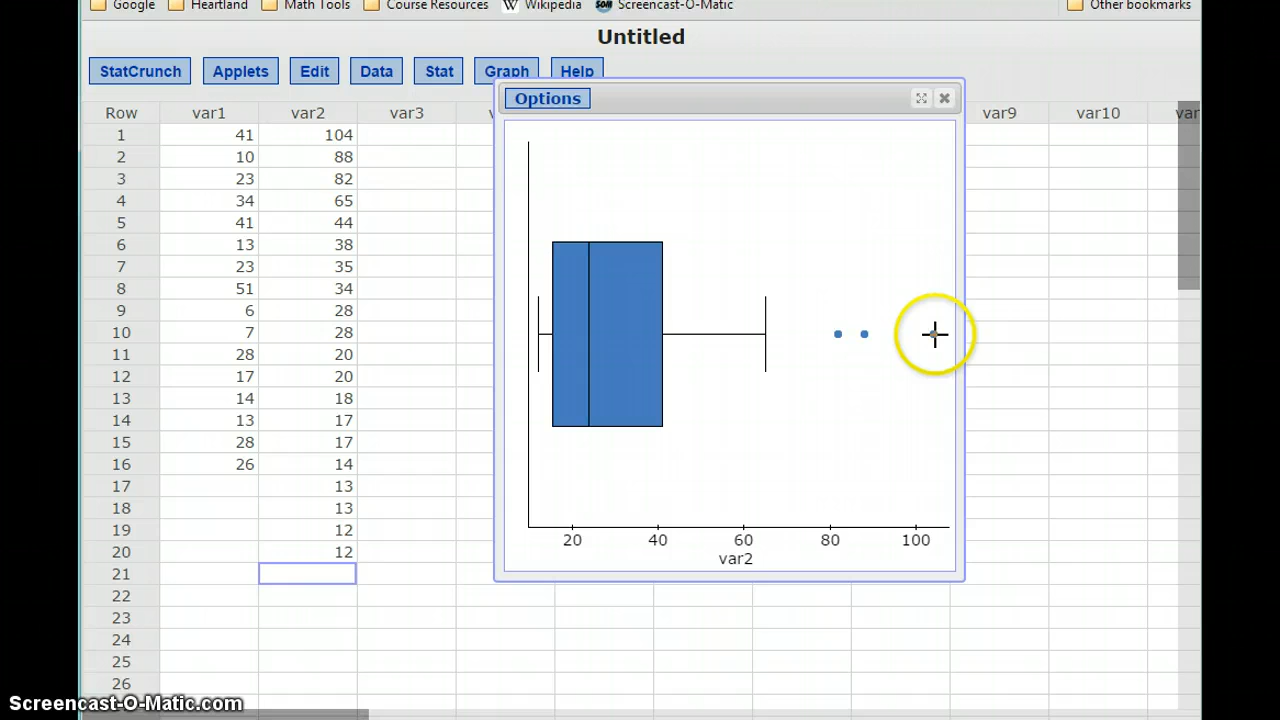 Google Heartland Math Tools Course Resources W Wikipedia SOM Screencast-O-Matic Other bookmarks
Untitled
StatCrunch Applets Edit Data Stat Graph Help
Options
Row var1 var2 var3 var9 var10
1 41 104
2 10 88
3 23 82
4 34 65
5 41 44
6 13 38
7 23 35
8 51 34
9 6 28
10 7 28
11 28 20
12 17 20
13 14 18
14 13 17
15 28 17
16 26 14
17 13
18 13
19 12
20 12
21
22
23
24
25
26
20 40 60 80 100
var2
Screencast-O-Matic.com